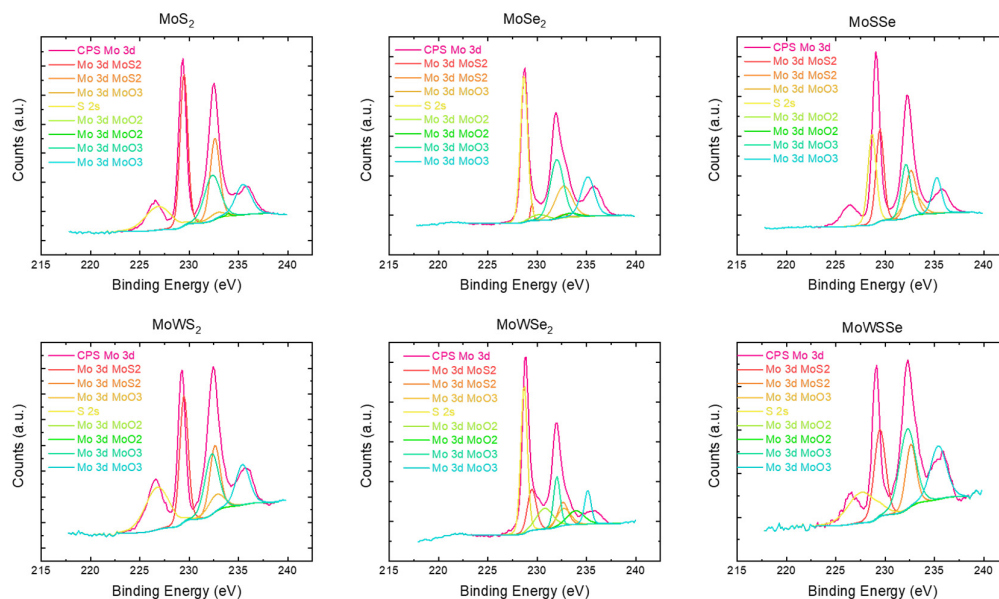 MoS2
CPS Mo 3d
Mo 3d MoS2
Mo 3d MoS2
Mo 3d MoO3
S 2s
Mo 3d MoO2
Mo 3d MoO2
Mo 3d MoO3
Mo 3d MoO3
Counts (a.u.)
215 220 225 230 235 240
Binding Energy (eV)
MoSe2
CPS Mo 3d
Mo 3d MoS2
Mo 3d MoS2
Mo 3d MoO3
S 2s
Mo 3d MoO2
Mo 3d MoO2
Mo 3d MoO3
Mo 3d MoO3
Counts (a.u.)
215 220 225 230 235 240
Binding Energy (eV)
MoSSe
CPS Mo 3d
Mo 3d MoS2
Mo 3d MoS2
Mo 3d MoO3
S 2s
Mo 3d MoO2
Mo 3d MoO2
Mo 3d MoO3
Mo 3d MoO3
Counts (a.u.)
215 220 225 230 235 240
Binding Energy (eV)
MoWS2
CPS Mo 3d
Mo 3d MoS2
Mo 3d MoS2
Mo 3d MoO3
S 2s
Mo 3d MoO2
Mo 3d MoO2
Mo 3d MoO3
Mo 3d MoO3
Counts (a.u.)
215 220 225 230 235 240
Binding Energy (eV)
MoWSe2
CPS Mo 3d
Mo 3d MoS2
Mo 3d MoS2
Mo 3d MoO3
S 2s
Mo 3d MoO2
Mo 3d MoO2
Mo 3d MoO3
Mo 3d MoO3
Counts (a.u.)
215 220 225 230 235 240
Binding Energy (eV)
MoWSSe
CPS Mo 3d
Mo 3d MoS2
Mo 3d MoS2
Mo 3d MoO3
S 2s
Mo 3d MoO2
Mo 3d MoO2
Mo 3d MoO3
Mo 3d MoO3
Counts (a.u.)
215 220 225 230 235 240
Binding Energy (eV)